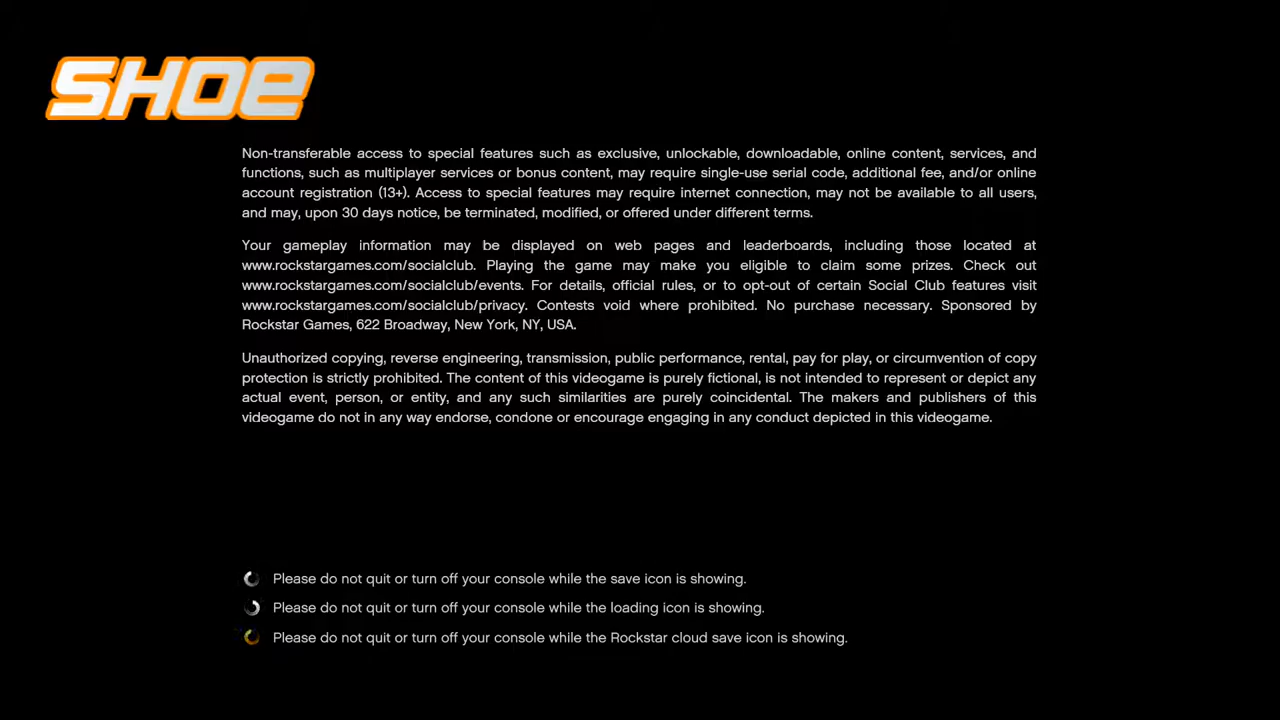 SHOE
Non-transferable access to special features such as exclusive, unlockable, downloadable, online content, services, and
functions, such as multiplayer services or bonus content, may require single-use serial code, additional fee, and/or online
account registration (13+). Access to special features may require internet connection, may not be available to all users,
and may, upon 30 days notice, be terminated, modified, or offered under different terms.
Your gameplay information may be displayed on web pages and leaderboards, including those located at
www.rockstargames.com/socialclub. Playing the game may make you eligible to claim some prizes. Check out
www.rockstargames.com/socialclub/events. For details, official rules, or to opt-out of certain Social Club features visit
www.rockstargames.com/socialclub/privacy. Contests void where prohibited. No purchase necessary. Sponsored by
Rockstar Games, 622 Broadway, New York, NY, USA.
Unauthorized copying, reverse engineering, transmission, public performance, rental, pay for play, or circumvention of copy
protection is strictly prohibited. The content of this videogame is purely fictional, is not intended to represent or depict any
actual event, person, or entity, and any such similarities are purely coincidental. The makers and publishers of this
videogame do not in any way endorse, condone or encourage engaging in any conduct depicted in this videogame.
Please do not quit or turn off your console while the save icon is showing.
Please do not quit or turn off your console while the loading icon is showing.
Please do not quit or turn off your console while the Rockstar cloud save icon is showing.